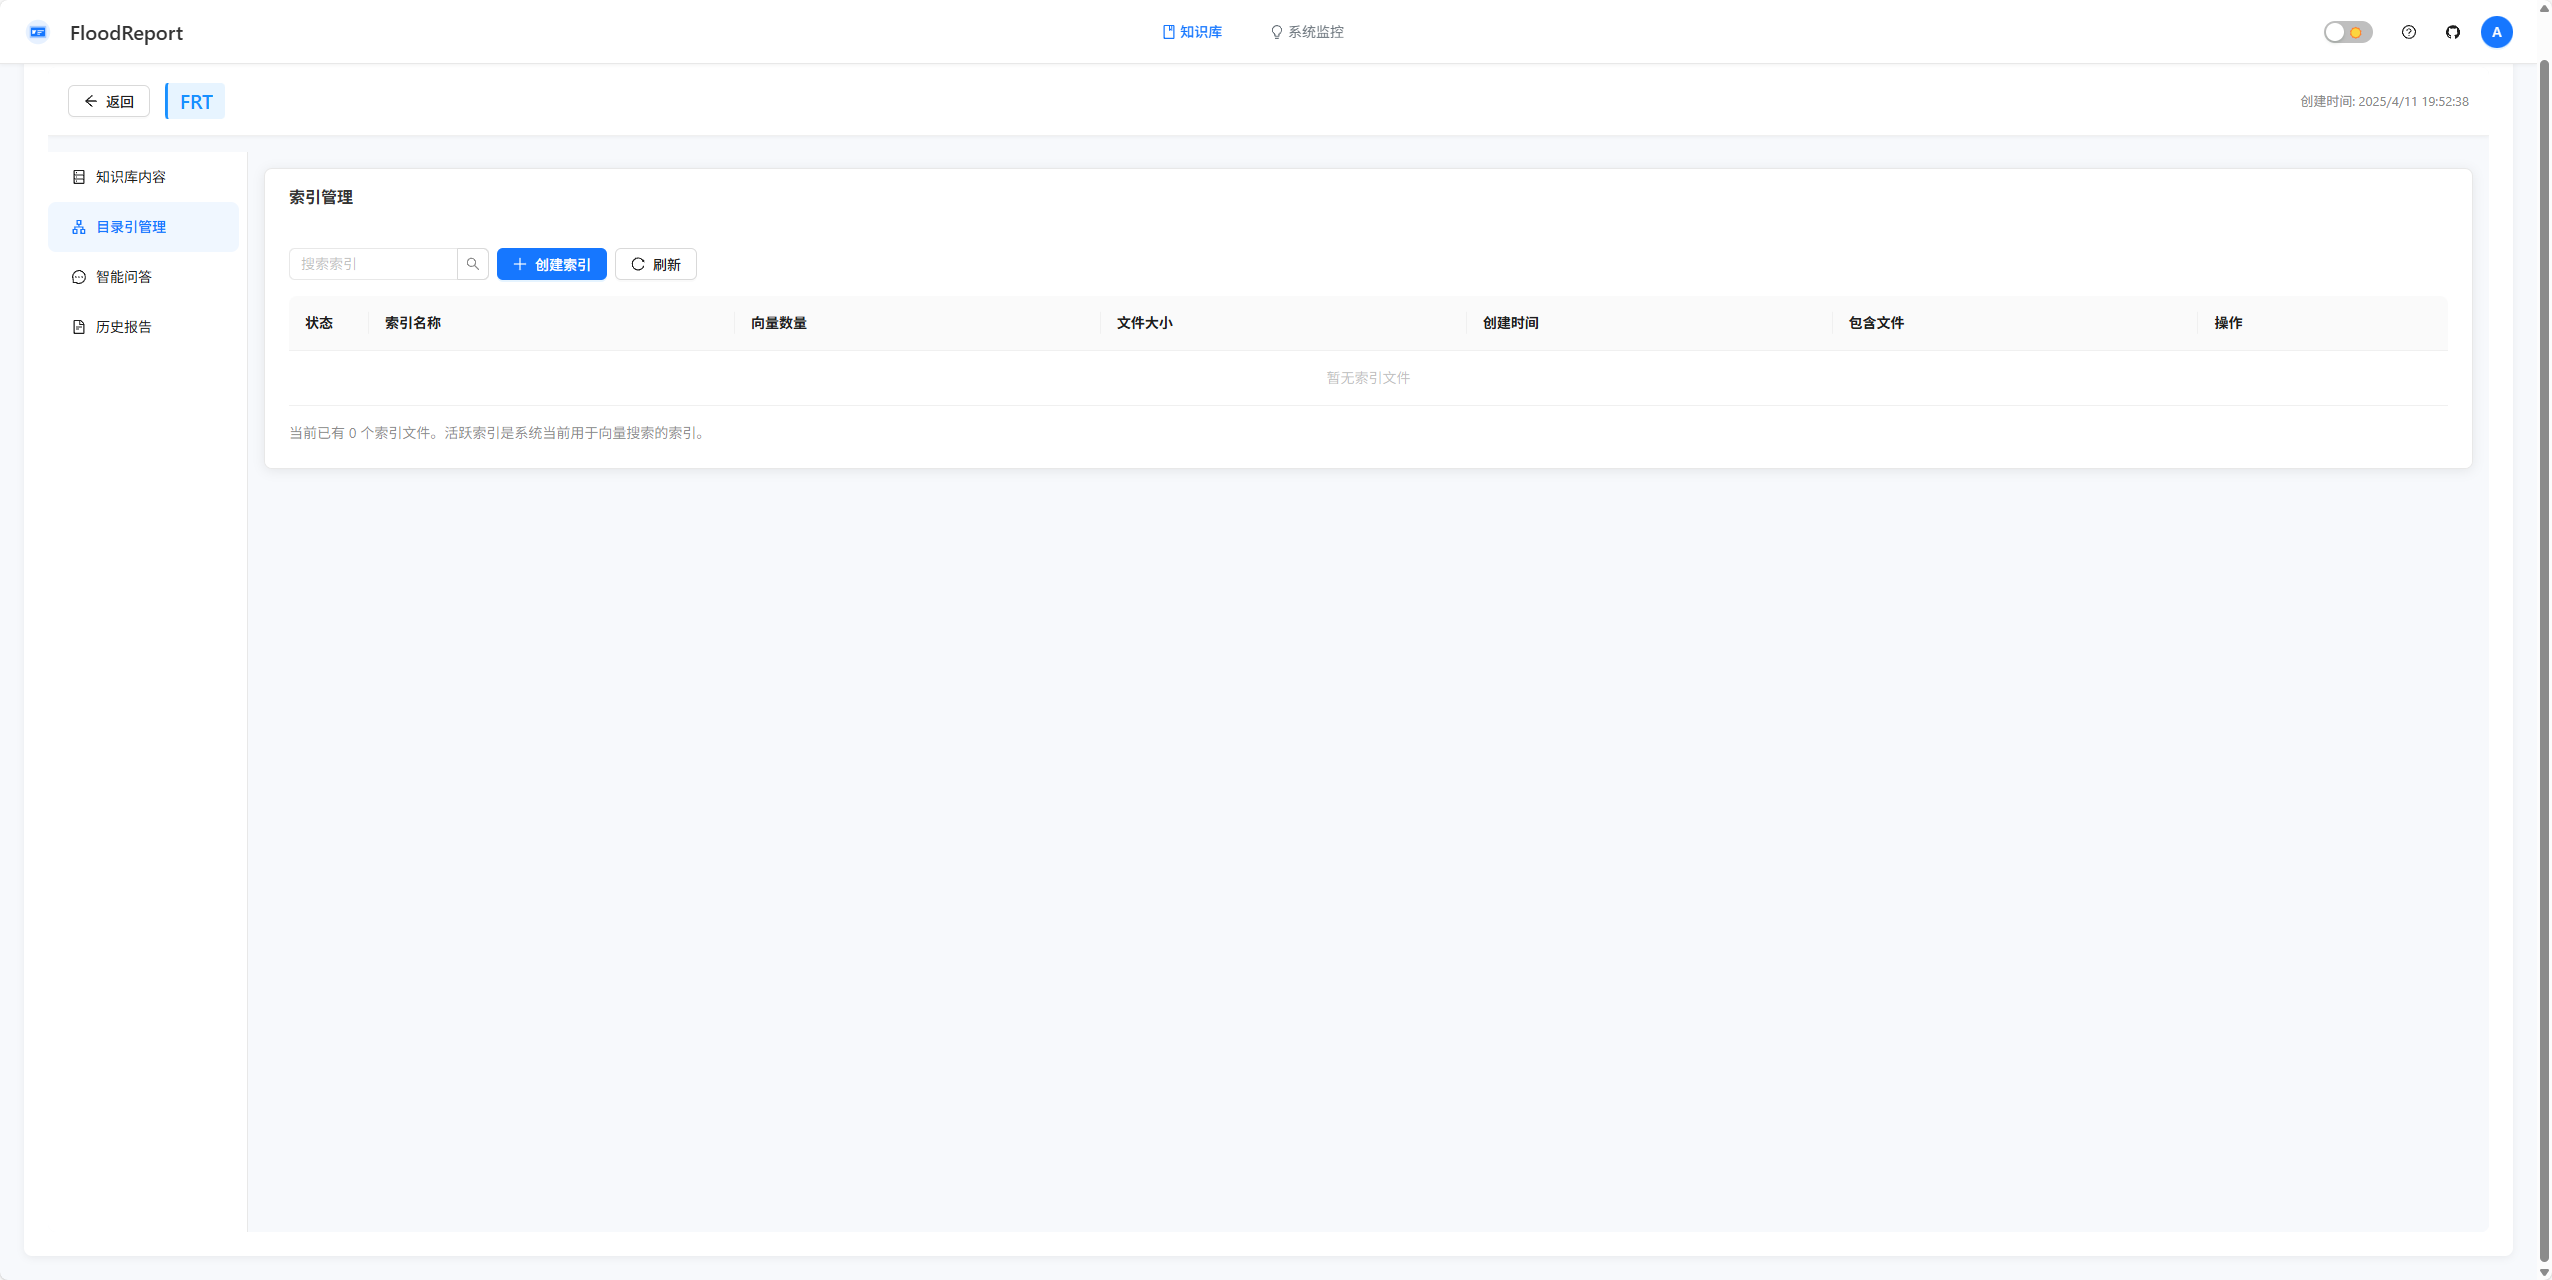 FloodReport 知识库 系统监控 A
返回 FRT 创建时间: 2025/4/11 19:52:38
知识库内容
目录引管理
智能问答
历史报告
索引管理
搜索索引 创建索引 刷新
状态 索引名称 向量数量 文件大小 创建时间 包含文件 操作
暂无索引文件
当前已有 0 个索引文件。活跃索引是系统当前用于向量搜索的索引。